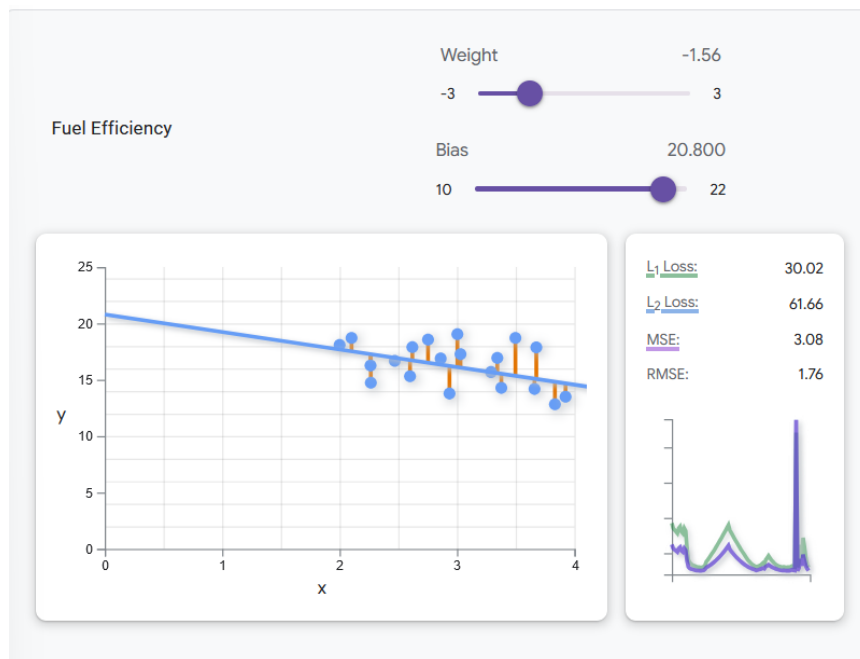 Weight -1.56
-3 3
Fuel Efficiency
Bias 20.800
10 22
25
20
15
10
5
0
y
0 1 2 3 4
x
L1 Loss: 30.02
L2 Loss: 61.66
MSE: 3.08
RMSE: 1.76